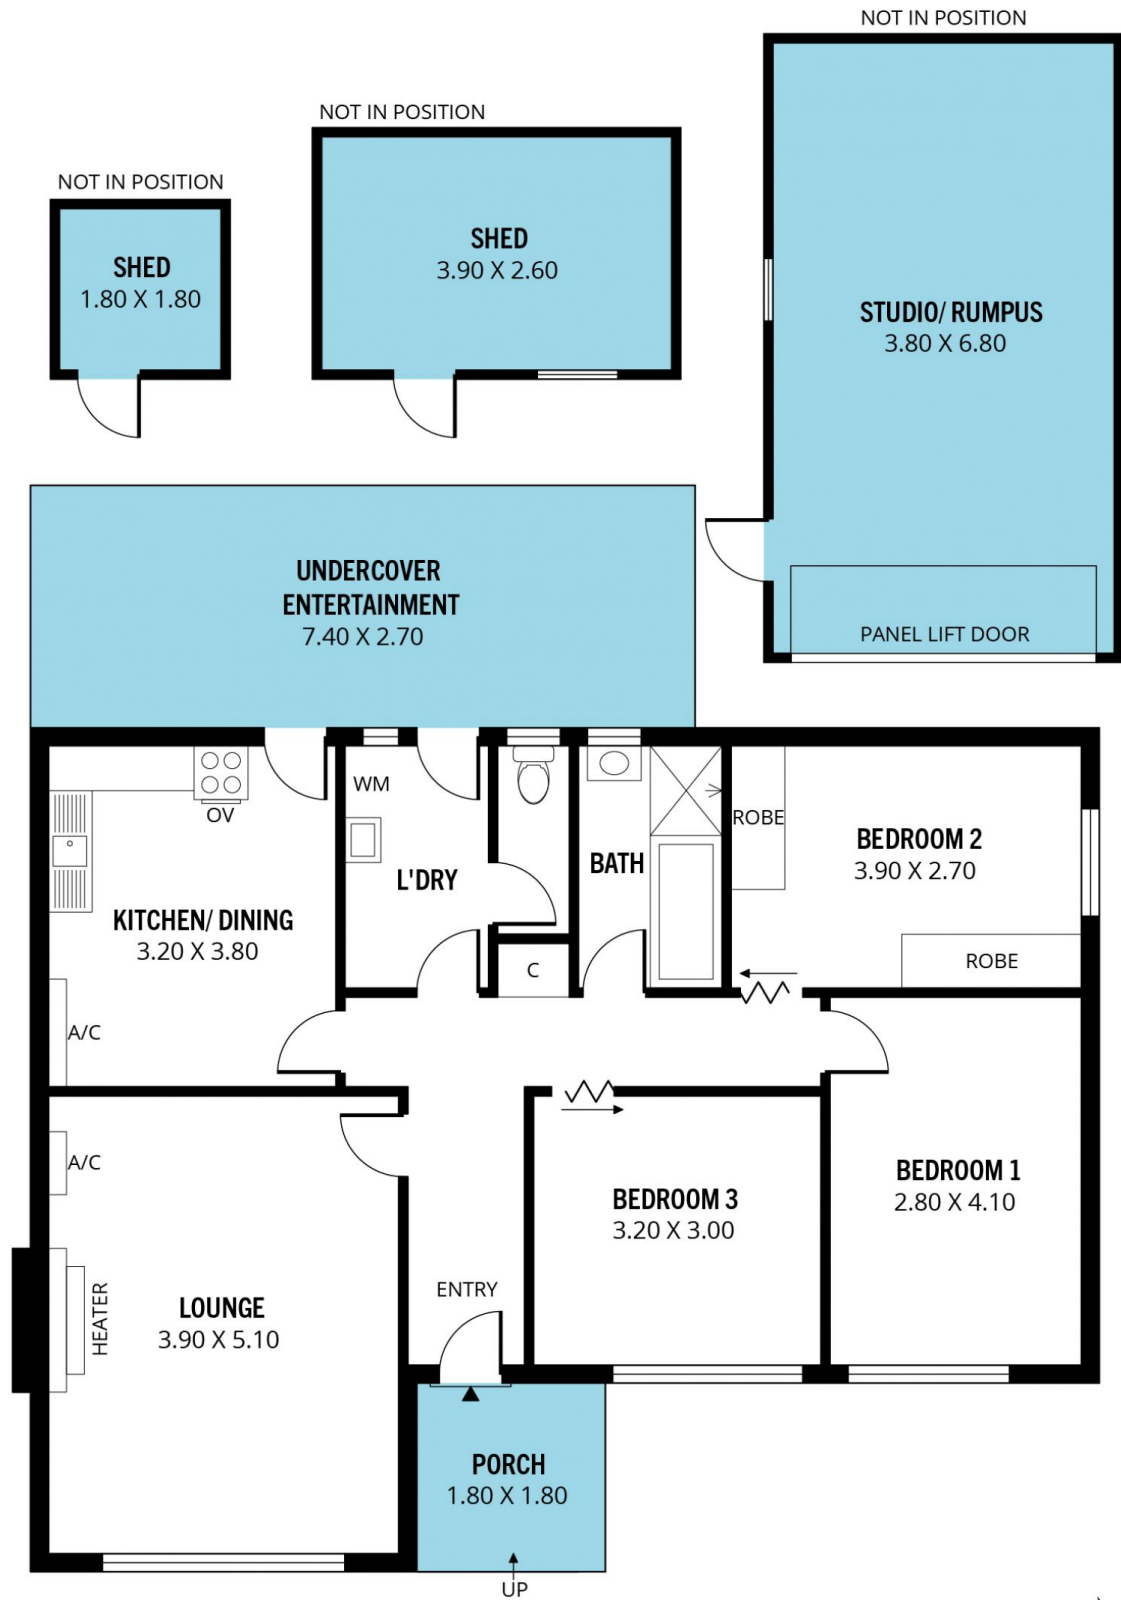 NOT IN POSITION
NOT IN POSITION
NOT IN POSITION
SHED
1.80 X 1.80
SHED
3.90 X 2.60
STUDIO/ RUMPUS
3.80 X 6.80
PANEL LIFT DOOR
UNDERCOVER
ENTERTAINMENT
7.40 X 2.70
WM
OV
ROBE
BEDROOM 2
3.90 X 2.70
BATH
L'DRY
KITCHEN/ DINING
3.20 X 3.80
C
ROBE
A/C
A/C
BEDROOM 3
3.20 X 3.00
BEDROOM 1
2.80 X 4.10
ENTRY
HEATER
LOUNGE
3.90 X 5.10
PORCH
1.80 X 1.80
UP